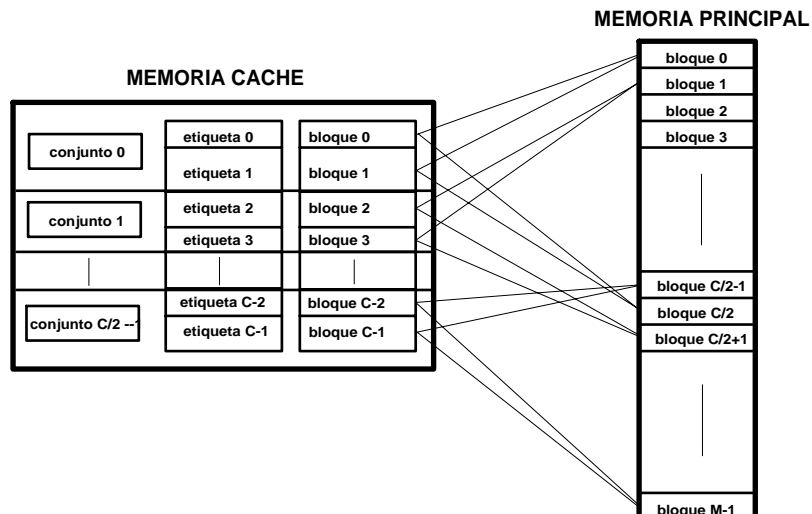 MEMORIA PRINCIPAL
MEMORIA CACHE
conjunto 0
etiqueta 0
bloque 0
etiqueta 1
bloque 1
conjunto 1
etiqueta 2
bloque 2
etiqueta 3
bloque 3
conjunto C/2 --1
etiqueta C-2
bloque C-2
etiqueta C-1
bloque C-1
bloque 0
bloque 1
bloque 2
bloque 3
bloque C/2-1
bloque C/2
bloque C/2+1
bloque M-1